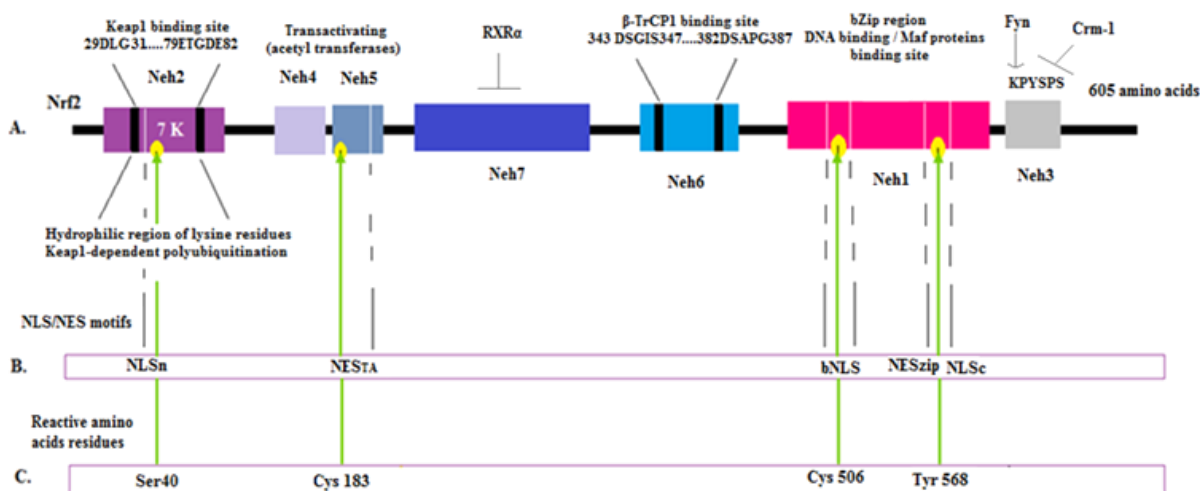 Keap1 binding site
29DLG31.....79ETGDE82
Neh2
Transactivating
(acetyl transferases)
Neh4
Neh5
RXRα
β-TrCP1 binding site
343 DSGIS347....382DSAPG387
bZip region
DNA binding / Maf proteins
binding site
Fyn
Crm-1
KPYSPS
605 amino acids
Nrf2
A.
7 K
Neh7
Neh6
Neh1
Neh3
Hydrophilic region of lysine residues
Keap1-dependent polyubiquitination
NLS/NES motifs
B.
NLSn
NESTA
bNLS
NESzip
NLSc
Reactive amino
acids residues
C.
Ser40
Cys 183
Cys 506
Tyr 568